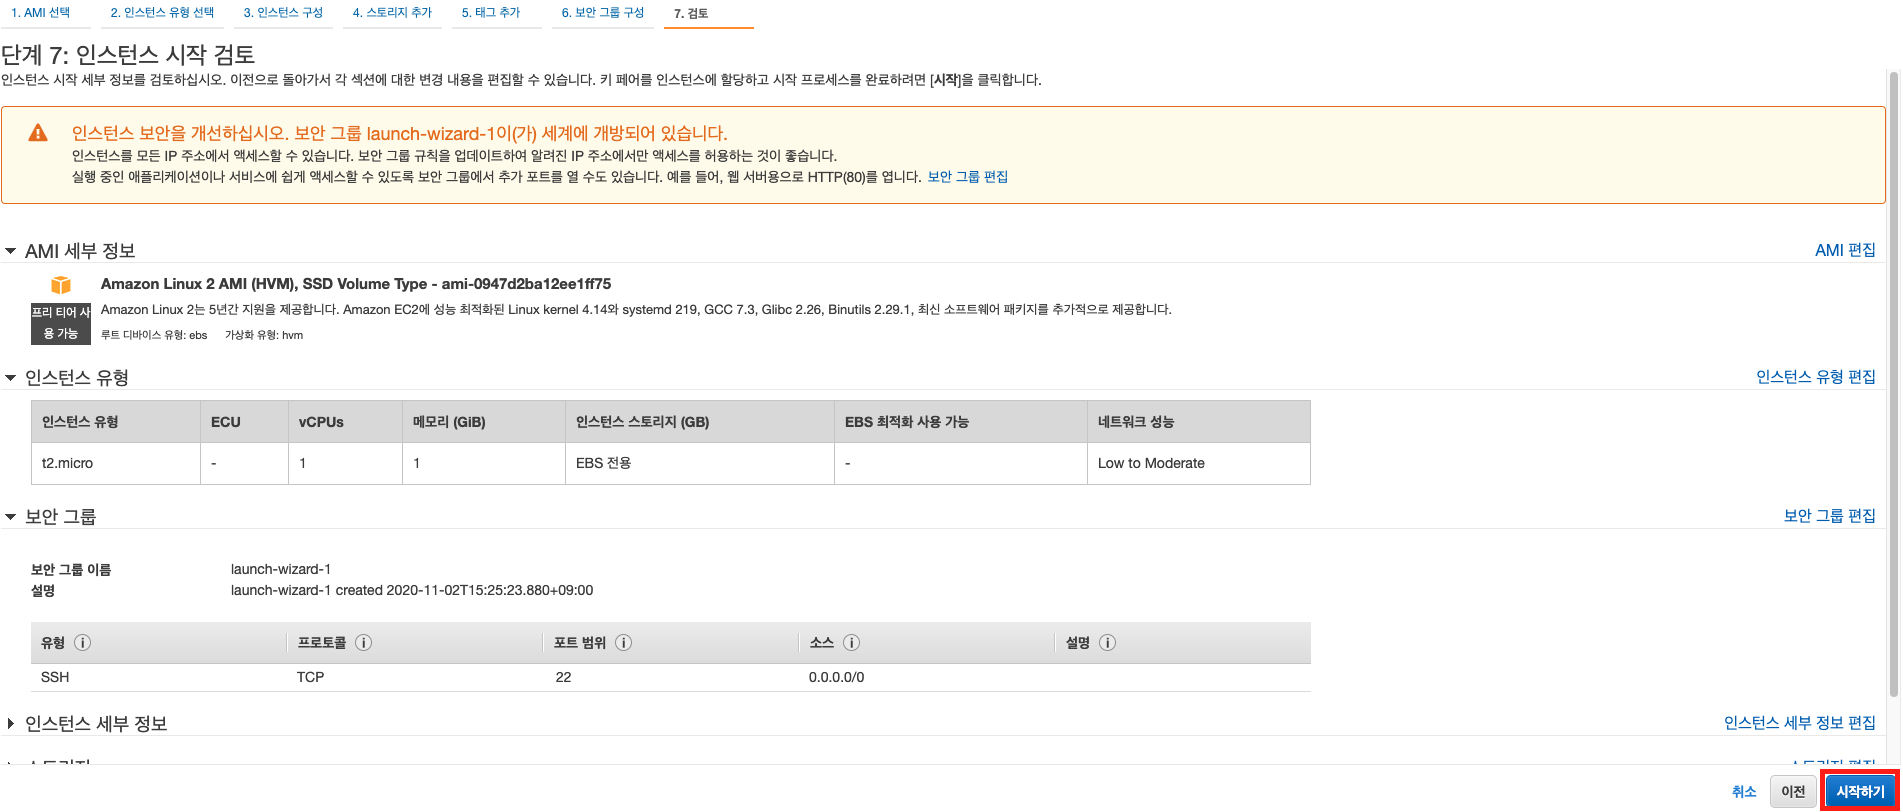 1. AMI 선택 2. 인스턴스 유형 선택 3. 인스턴스 구성 4. 스토리지 추가 5. 태그 추가 6. 보안 그룹 구성 7. 검토
단계 7: 인스턴스 시작 검토
인스턴스 시작 세부 정보를 검토하십시오. 이전으로 돌아가서 각 섹션에 대한 변경 내용을 편집할 수 있습니다. 키 페어를 인스턴스에 할당하고 시작 프로세스를 완료하려면 [시작]을 클릭합니다.
인스턴스 보안을 개선하십시오. 보안 그룹 launch-wizard-1이(가) 세계에 개방되어 있습니다.
인스턴스를 모든 IP 주소에서 액세스할 수 있습니다. 보안 그룹 규칙을 업데이트하여 알려진 IP 주소에서만 액세스를 허용하는 것이 좋습니다.
실행 중인 애플리케이션이나 서비스에 쉽게 액세스할 수 있도록 보안 그룹에서 추가 포트를 열 수도 있습니다. 예를 들어, 웹 서버용으로 HTTP(80)를 엽니다. 보안 그룹 편집
AMI 세부 정보 AMI 편집
Amazon Linux 2 AMI (HVM), SSD Volume Type - ami-0947d2ba12ee1ff75
프리 티어 사용 가능
Amazon Linux 2는 5년간 지원을 제공합니다. Amazon EC2에 성능 최적화된 Linux kernel 4.14와 systemd 219, GCC 7.3, Glibc 2.26, Binutils 2.29.1, 최신 소프트웨어 패키지를 추가적으로 제공합니다.
루트 디바이스 유형: ebs 가상화 유형: hvm
인스턴스 유형 인스턴스 유형 편집
인스턴스 유형 ECU vCPUs 메모리 (GiB) 인스턴스 스토리지 (GB) EBS 최적화 사용 가능 네트워크 성능
t2.micro - 1 1 EBS 전용 - Low to Moderate
보안 그룹 보안 그룹 편집
보안 그룹 이름 launch-wizard-1
설명 launch-wizard-1 created 2020-11-02T15:25:23.880+09:00
유형 프로토콜 포트 범위 소스 설명
SSH TCP 22 0.0.0.0/0
인스턴스 세부 정보 인스턴스 세부 정보 편집
취소 이전 시작하기